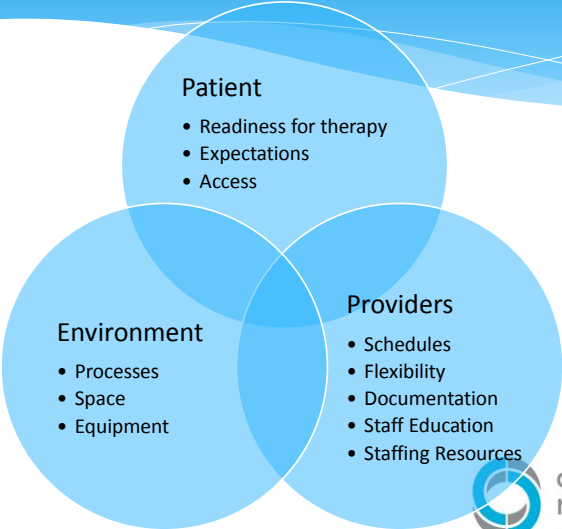 Patient
• Readiness for therapy
• Expectations
• Access
Environment
• Processes
• Space
• Equipment
Providers
• Schedules
• Flexibility
• Documentation
• Staff Education
• Staffing Resources